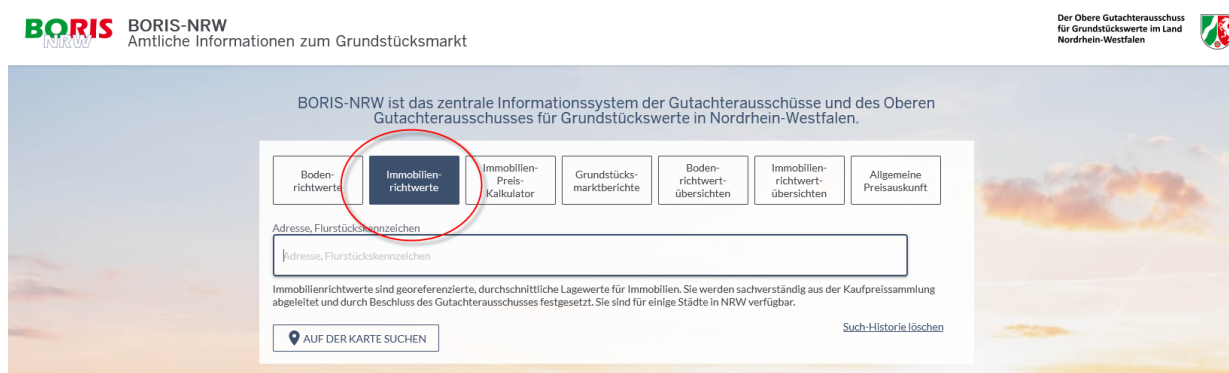 BORIS
NRW
BORIS-NRW
Amtliche Informationen zum Grundstücksmarkt
Der Obere Gutachterausschuss
für Grundstückswerte im Land
Nordrhein-Westfalen
BORIS-NRW ist das zentrale Informationssystem der Gutachterausschüsse und des Oberen
Gutachterausschusses für Grundstückswerte in Nordrhein-Westfalen.
Boden-
richtwerte
Immobilien-
richtwerte
Immobilien-
Preis-
Kalkulator
Grundstücks-
marktberichte
Boden-
richtwert-
übersichten
Immobilien-
richtwert-
übersichten
Allgemeine
Preisauskunft
Adresse, Flurstückskennzeichen
Adresse, Flurstückskennzeichen
Immobilienrichtwerte sind georeferenzierte, durchschnittliche Lagewerte für Immobilien. Sie werden sachverständig aus der Kaufpreissammlung
abgeleitet und durch Beschluss des Gutachterausschusses festgesetzt. Sie sind für einige Städte in NRW verfügbar.
AUF DER KARTE SUCHEN
Such-Historie löschen